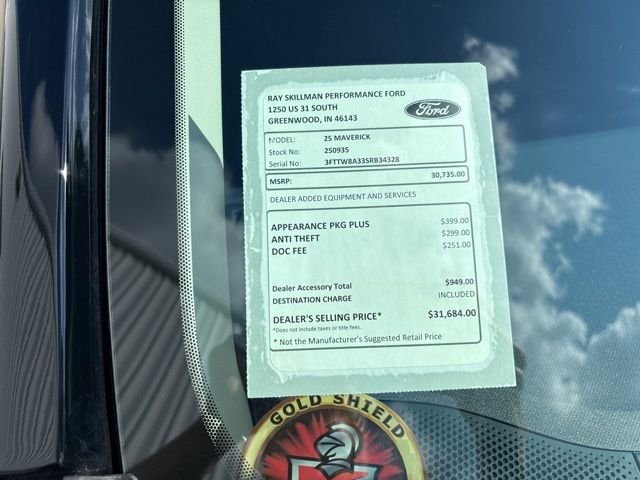 RAY SKILLMAN PERFORMANCE FORD
1250 US 31 SOUTH
GREENWOOD, IN 46143
Ford
MODEL: 25 MAVERICK
Stock No: 250935
Serial No: 3FTTW8A33SRB34328
MSRP: 30,735.00
DEALER ADDED EQUIPMENT AND SERVICES
APPEARANCE PKG PLUS $399.00
ANTI THEFT $299.00
DOC FEE $251.00
Dealer Accessory Total $949.00
DESTINATION CHARGE INCLUDED
DEALER'S SELLING PRICE* $31,684.00
*Does not include taxes or title fees.
* Not the Manufacturer's Suggested Retail Price
GOLD SHIELD